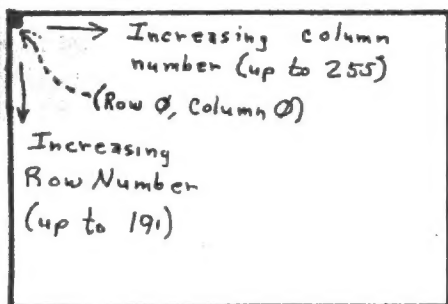 Increasing column
number (up to 255)
(Row Ø, Column Ø)
Increasing
Row Number
(up to 191)